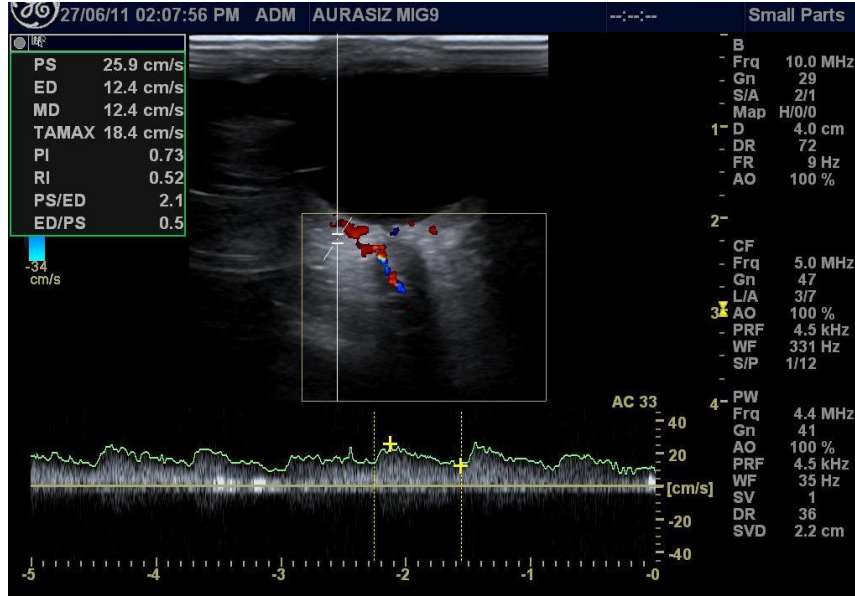 GE 27/06/11 02:07:56 PM ADM AURASIZ MIG9 --:--:-- Small Parts
PS 25.9 cm/s
ED 12.4 cm/s
MD 12.4 cm/s
TAMAX 18.4 cm/s
PI 0.73
RI 0.52
PS/ED 2.1
ED/PS 0.5
-34
cm/s
B
Frq 10.0 MHz
Gn 29
S/A 2/1
Map H/0/0
D 4.0 cm
DR 72
FR 9 Hz
AO 100 %
CF
Frq 5.0 MHz
Gn 47
L/A 3/7
AO 100 %
PRF 4.5 kHz
WF 331 Hz
S/P 1/12
PW
Frq 4.4 MHz
Gn 41
AO 100 %
PRF 4.5 kHz
WF 35 Hz
SV 1
DR 36
SVD 2.2 cm
1
2
3
4
AC 33
40
20
[cm/s]
-20
-40
-5 -4 -3 -2 -1 -0